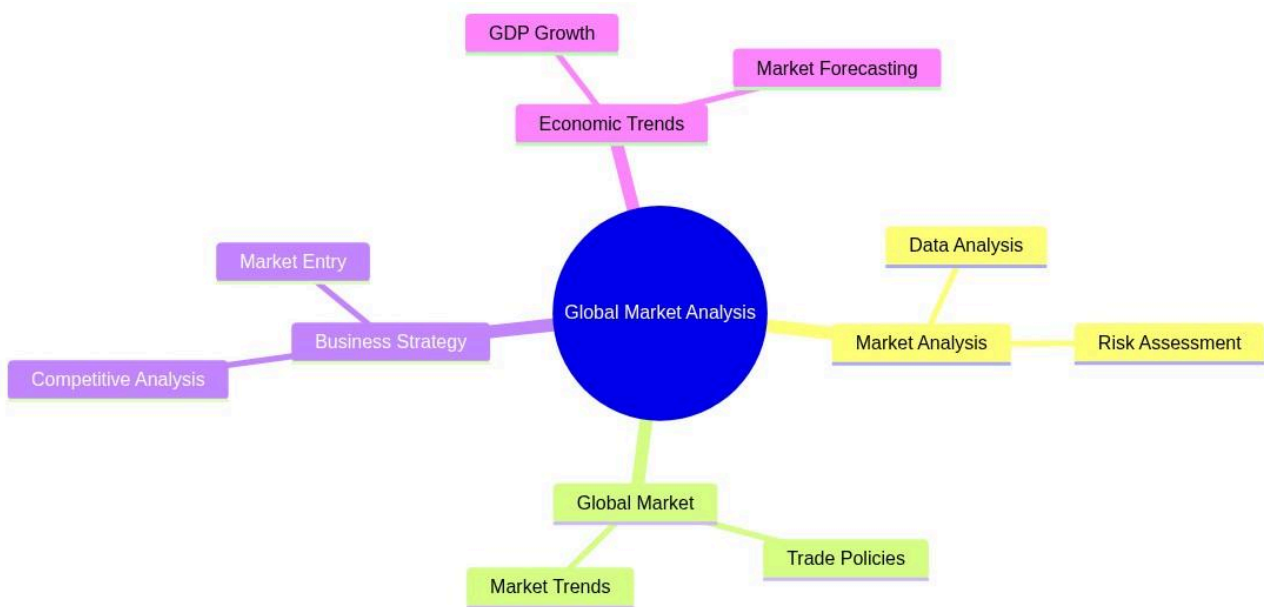 GDP Growth
Market Forecasting
Economic Trends
Data Analysis
Market Entry
Global Market Analysis
Business Strategy
Market Analysis
Risk Assessment
Competitive Analysis
Global Market
Trade Policies
Market Trends